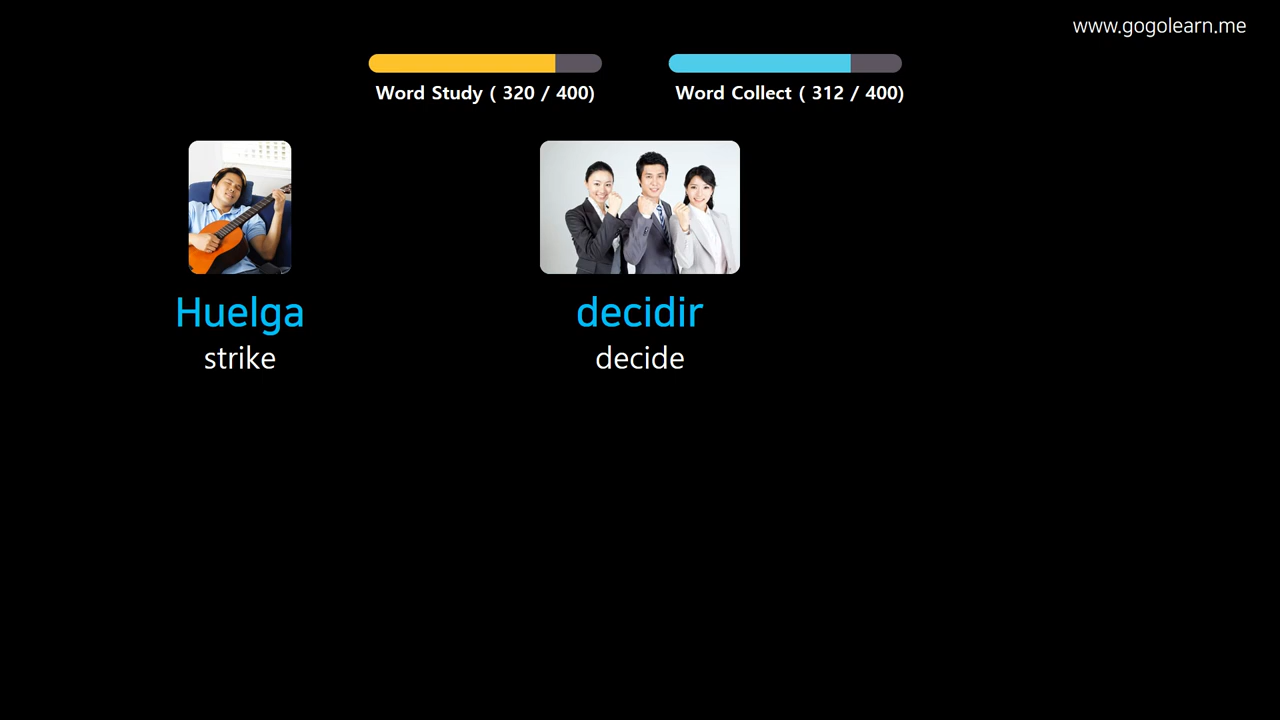 www.gogolearn.me
Word Study ( 320 / 400)
Word Collect ( 312 / 400)
Huelga
strike
decidir
decide